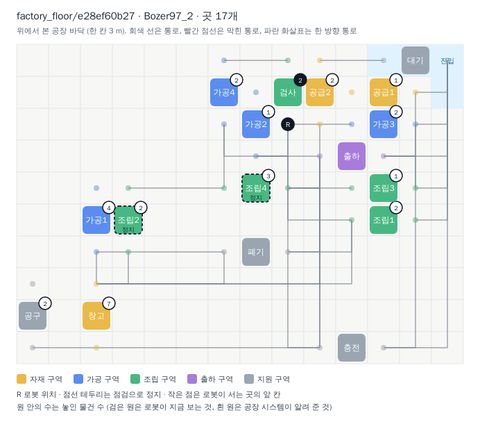 factory_floor/e28ef60b27 · Bozer97_2 · 곳 17개
위에서 본 공장 바닥 (한 칸 3 m). 회색 선은 통로, 빨간 점선은 막힌 통로, 파란 화살표는 한 방향 통로
대기
진입
가공4 2
검사 2
공급2 2
공급1 1
가공2 1
R
가공3 2
출하
조립4 3
정지
조립3 1
가공1 4
조립2 2
정지
조립1 2
폐기
공구 2
창고 7
충전
자재 구역
가공 구역
조립 구역
출하 구역
지원 구역
R 로봇 위치 · 점선 테두리는 점검으로 정지 · 작은 점은 로봇이 서는 곳의 앞 칸
원 안의 수는 놓인 물건 수 (검은 원은 로봇이 지금 보는 것, 흰 원은 공장 시스템이 알려 준 것)